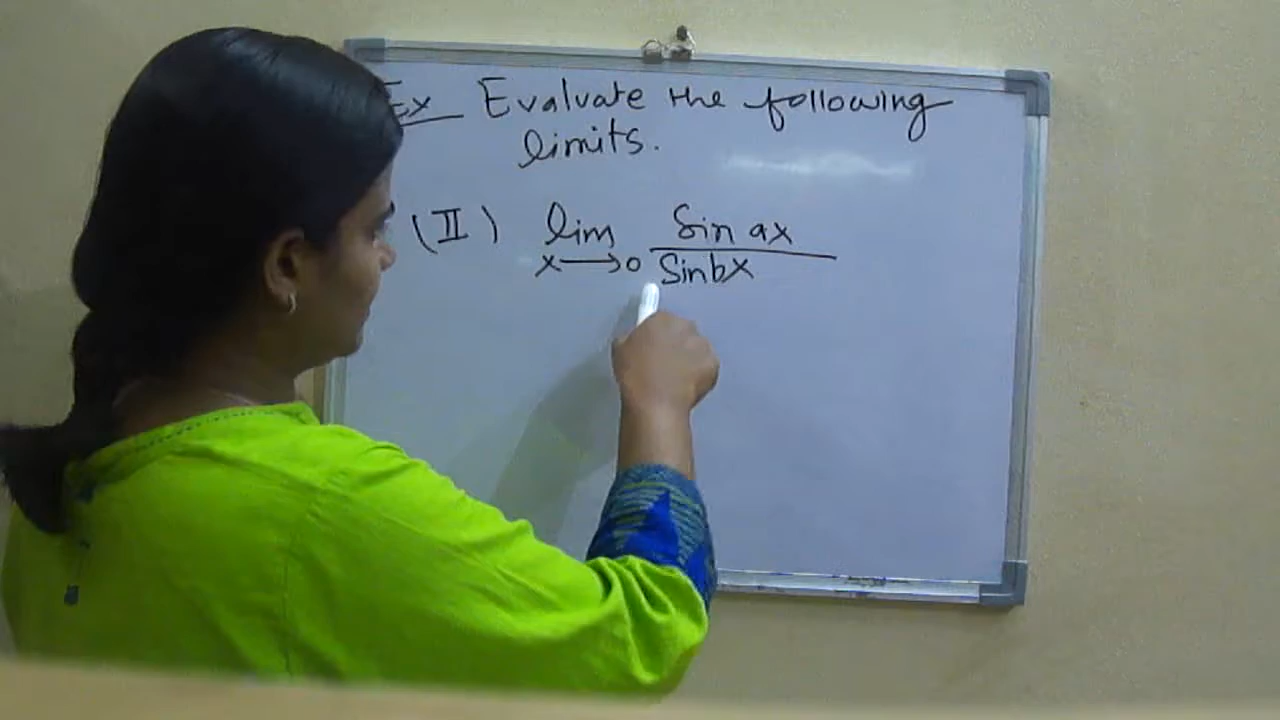 Ex Evaluate the following
limits.
(II) lim Sin ax
x→0 Sinbx